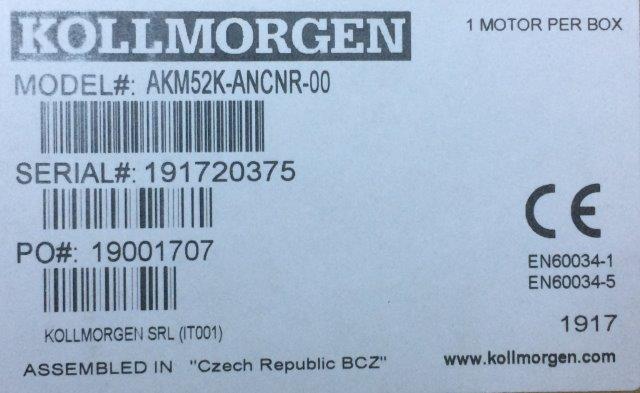 KOLLMORGEN
1 MOTOR PER BOX
MODEL#: AKM52K-ANCNR-00
SERIAL#: 191720375
PO#: 19001707
CE
EN60034-1
EN60034-5
KOLLMORGEN SRL (IT001)
1917
ASSEMBLED IN "Czech Republic BCZ"
www.kollmorgen.com